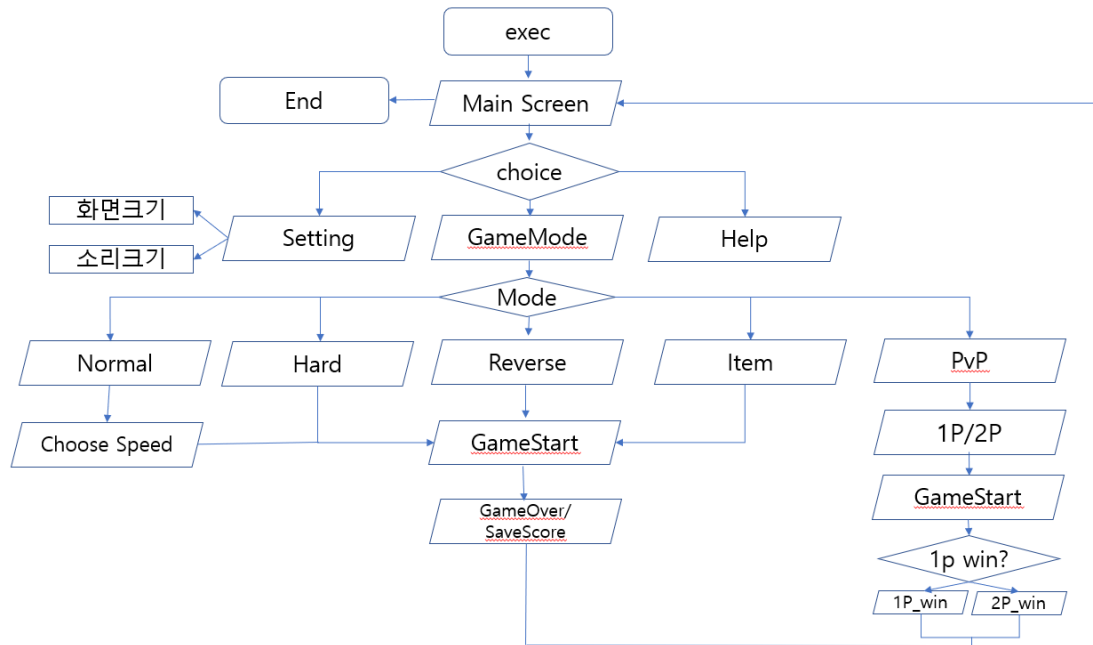 exec
End
Main Screen
choice
화면크기
소리크기
Setting
GameMode
Help
Mode
Normal
Hard
Reverse
Item
PvP
Choose Speed
GameStart
1P/2P
GameStart
GameOver/
SaveScore
1p win?
1P_win
2P_win